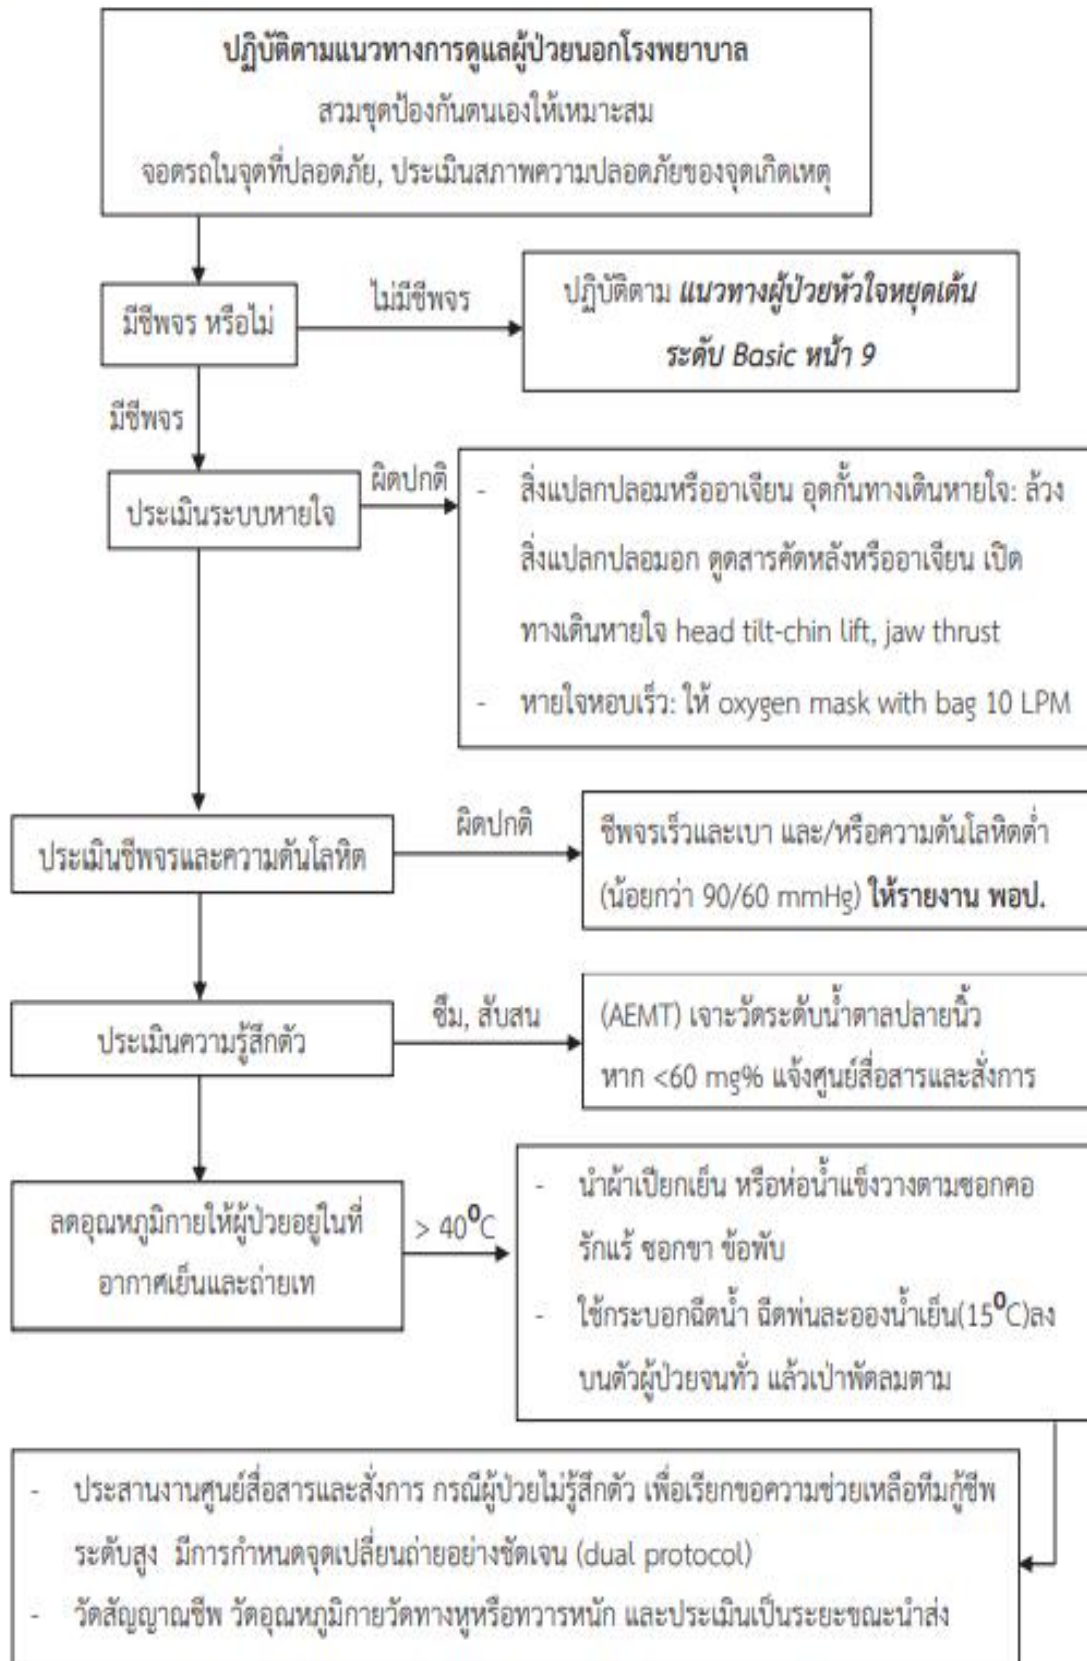 ปฏิบัติตามแนวทางการดูแลผู้ป่วยนอกโรงพยาบาล
สวมชุดป้องกันตนเองให้เหมาะสม
จอดรถในจุดที่ปลอดภัย, ประเมินสภาพความปลอดภัยของจุดเกิดเหตุ
มีชีพจร หรือไม่
ไม่มีชีพจร
ปฏิบัติตาม แนวทางผู้ป่วยหัวใจหยุดเต้น
ระดับ Basic หน้า 9
มีชีพจร
ประเมินระบบหายใจ
ผิดปกติ
- สิ่งแปลกปลอมหรืออาเจียน อุดกั้นทางเดินหายใจ: ล้วง
สิ่งแปลกปลอมอก ดูดสารคัดหลังหรืออาเจียน เปิด
ทางเดินหายใจ head tilt-chin lift, jaw thrust
- หายใจหอบเร็ว: ให้ oxygen mask with bag 10 LPM
ประเมินชีพจรและความดันโลหิต
ผิดปกติ
ชีพจรเร็วและเบา และ/หรือความดันโลหิตต่ำ
(น้อยกว่า 90/60 mmHg) ให้รายงาน พอป.
ประเมินความรู้สึกตัว
ซึม, สับสน
(AEMT) เจาะวัดระดับน้ำตาลปลายนิ้ว
หาก <60 mg% แจ้งศูนย์สื่อสารและสั่งการ
ลดอุณหภูมิกายให้ผู้ป่วยอยู่ในที่
อากาศเย็นและถ่ายเท
> 40⁰C
- นำผ้าเปียกเย็น หรือห่อน้ำแข็งวางตามซอกคอ
รักแร้ ซอกขา ข้อพับ
- ใช้กระบอกฉีดน้ำ ฉีดพ่นละอองน้ำเย็น(15⁰C)ลง
บนตัวผู้ป่วยจนทั่ว แล้วเป่าพัดลมตาม
- ประสานงานศูนย์สื่อสารและสั่งการ กรณีผู้ป่วยไม่รู้สึกตัว เพื่อเรียกขอความช่วยเหลือทีมกู้ชีพ
ระดับสูง มีการกำหนดจุดเปลี่ยนถ่ายอย่างชัดเจน (dual protocol)
- วัดสัญญาณชีพ วัดอุณหภูมิกายวัดทางหูหรือทวารหนัก และประเมินเป็นระยะขณะนำส่ง